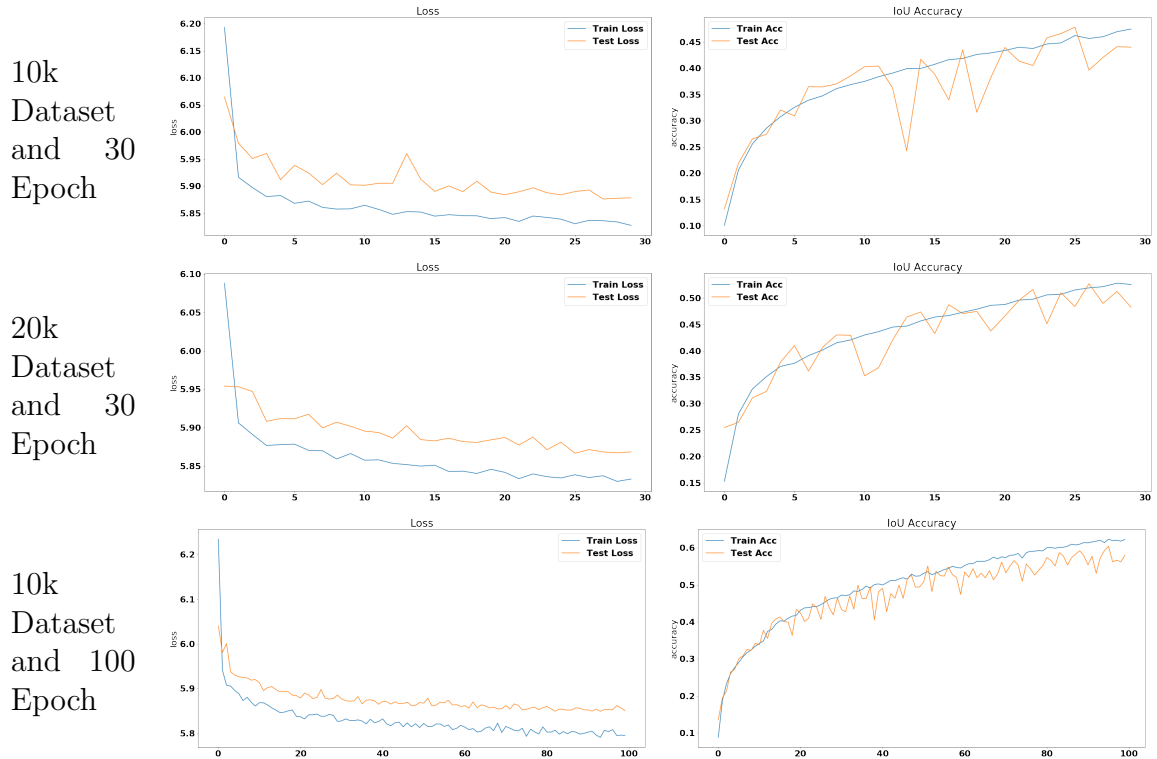 10k
Dataset
and 30
Epoch
Loss
Train Loss
Test Loss
6.20
6.15
6.10
6.05
6.00
5.95
5.90
5.85
loss
0 5 10 15 20 25 30
IoU Accuracy
Train Acc
Test Acc
0.45
0.40
0.35
0.30
0.25
0.20
0.15
0.10
accuracy
0 5 10 15 20 25 30
20k
Dataset
and 30
Epoch
Loss
Train Loss
Test Loss
6.10
6.05
6.00
5.95
5.90
5.85
loss
0 5 10 15 20 25 30
IoU Accuracy
Train Acc
Test Acc
0.50
0.45
0.40
0.35
0.30
0.25
0.20
0.15
accuracy
0 5 10 15 20 25 30
10k
Dataset
and 100
Epoch
Loss
Train Loss
Test Loss
6.2
6.1
6.0
5.9
5.8
loss
0 20 40 60 80 100
IoU Accuracy
Train Acc
Test Acc
0.6
0.5
0.4
0.3
0.2
0.1
accuracy
0 20 40 60 80 100